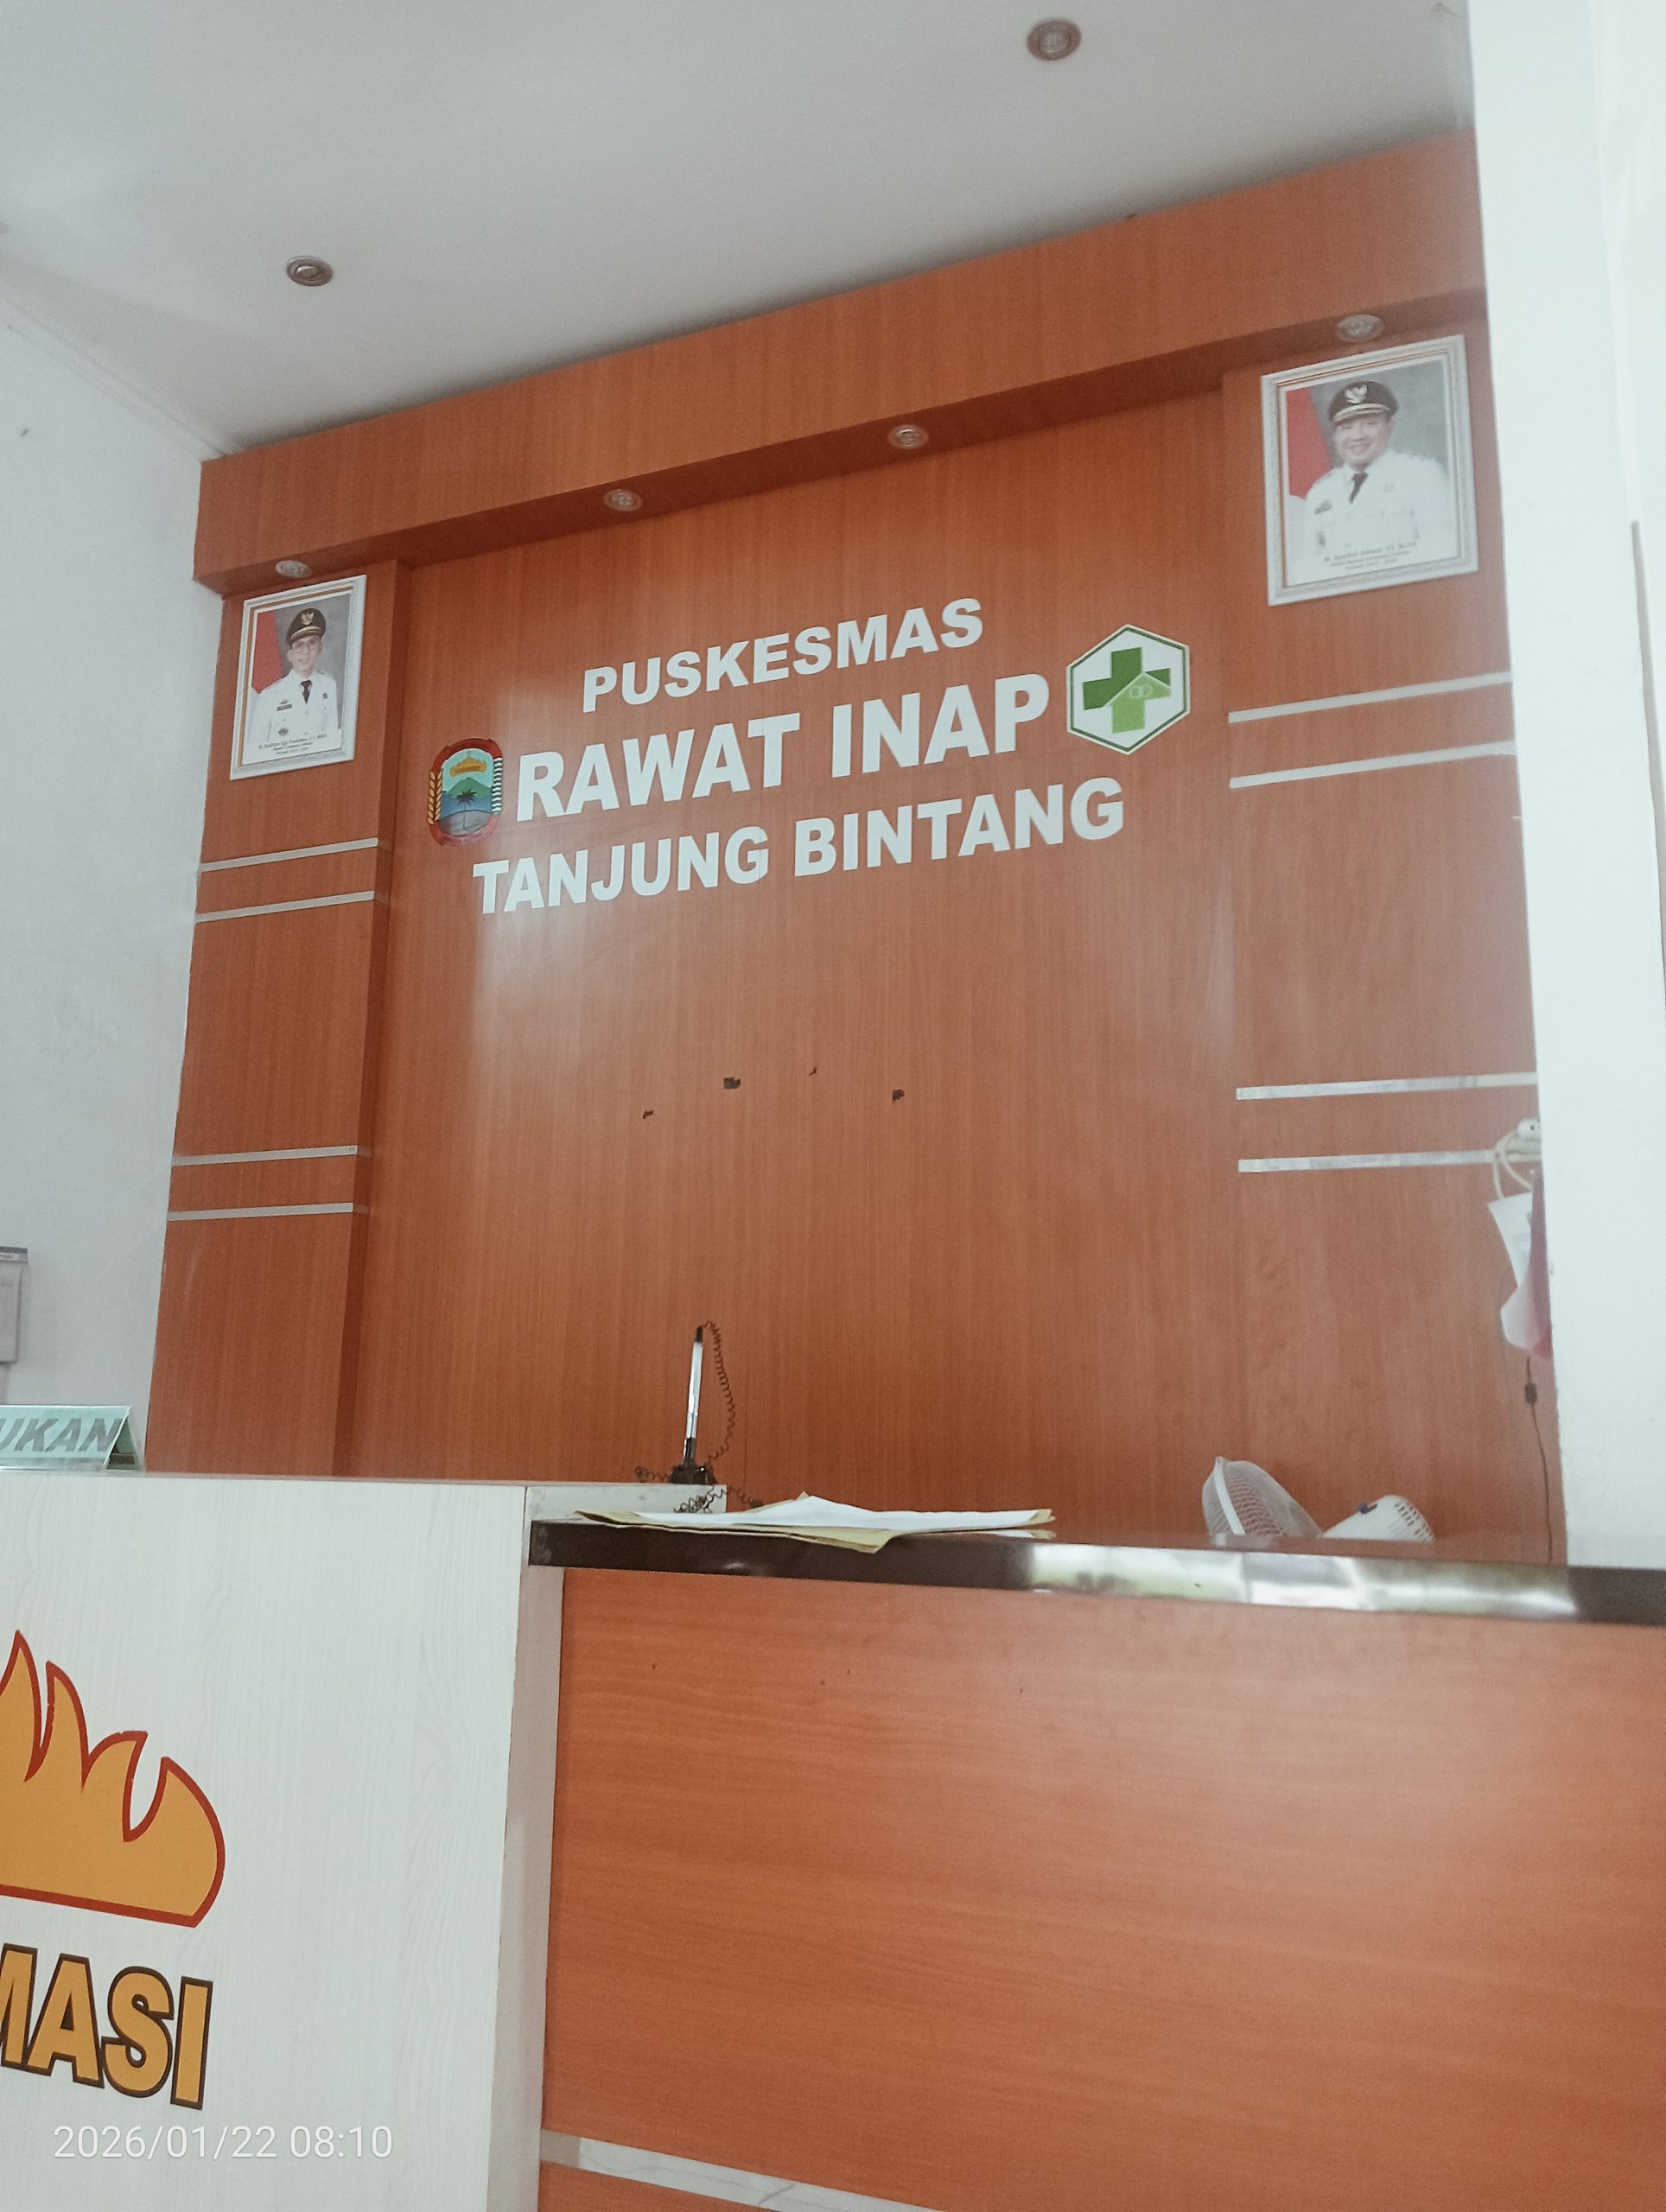 PUSKESMAS
RAWAT INAP
TANJUNG BINTANG
UKAN
MASI
2026/01/22 08:10